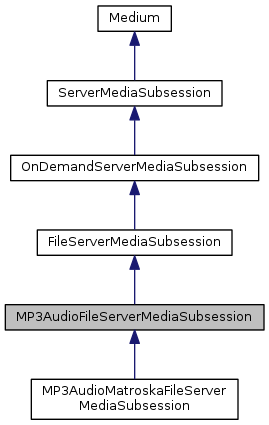 Medium
ServerMediaSubsession
OnDemandServerMediaSubsession
FileServerMediaSubsession
MP3AudioFileServerMediaSubsession
MP3AudioMatroskaFileServer
MediaSubsession